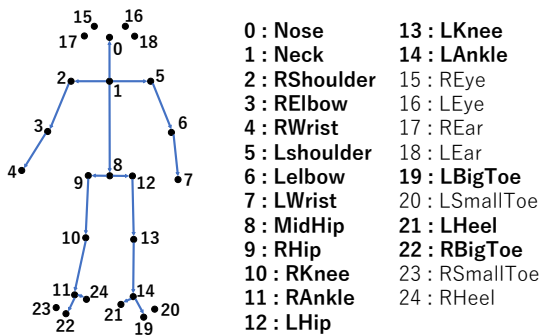 15
16
17
18
0
2
1
5
3
6
4
7
8
9
12
10
13
11
24
14
23
22
21
20
19
0 : Nose
1 : Neck
2 : RShoulder
3 : RElbow
4 : RWrist
5 : Lshoulder
6 : Lelbow
7 : LWrist
8 : MidHip
9 : RHip
10 : RKnee
11 : RAnkle
12 : LHip
13 : LKnee
14 : LAnkle
15 : REye
16 : LEye
17 : REar
18 : LEar
19 : LBigToe
20 : LSmallToe
21 : LHeel
22 : RBigToe
23 : RSmallToe
24 : RHeel